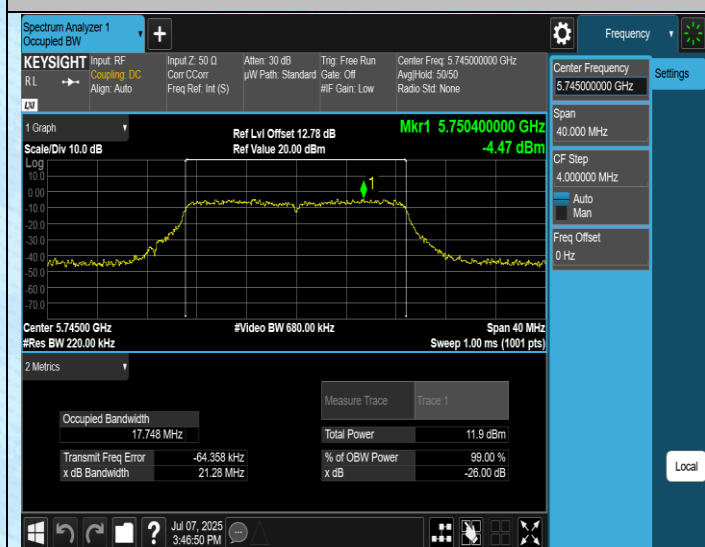 Spectrum Analyzer 1
Occupied BW
Frequency
KEYSIGHT
RL
LXI
Input: RF
Coupling: DC
Align: Auto
Input Z: 50 Ω
Corr CCorr
Freq Ref: Int (S)
Atten: 30 dB
µW Path: Standard
Trig: Free Run
Gate: Off
#IF Gain: Low
Center Freq: 5.745000000 GHz
Avg|Hold: 50/50
Radio Std: None
Center Frequency
5.745000000 GHz
Settings
Span
40.000 MHz
CF Step
4.000000 MHz
Auto
Man
Freq Offset
0 Hz
1 Graph
Scale/Div 10.0 dB
Ref Lvl Offset 12.78 dB
Ref Value 20.00 dBm
Mkr1 5.750400000 GHz
-4.47 dBm
Log
10.0
0.00
-10.0
-20.0
-30.0
-40.0
-50.0
-60.0
-70.0
1
Center 5.74500 GHz
#Res BW 220.00 kHz
#Video BW 680.00 kHz
Span 40 MHz
Sweep 1.00 ms (1001 pts)
2 Metrics
Measure Trace Trace 1
Occupied Bandwidth
17.748 MHz
Total Power 11.9 dBm
Transmit Freq Error -64.358 kHz
% of OBW Power 99.00 %
x dB Bandwidth 21.28 MHz
x dB -26.00 dB
Local
Jul 07, 2025
3:46:50 PM